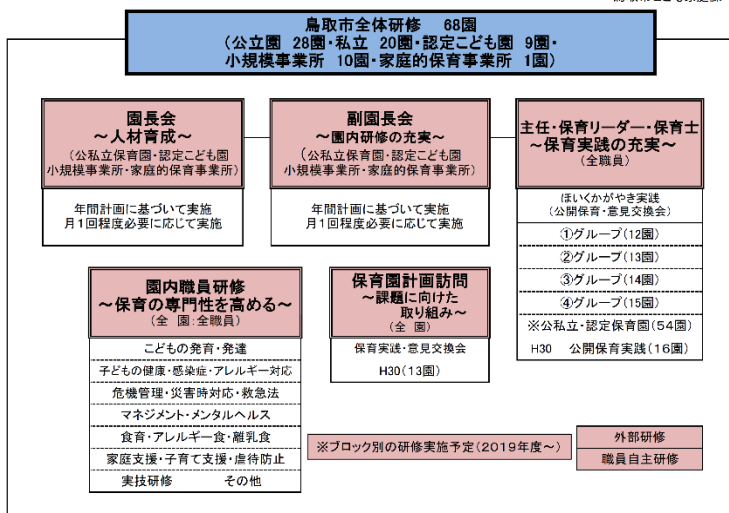 鳥取市全体研修 68園
(公立園 28園・私立 20園・認定こども園 9園・
小規模事業所 10園・家庭的保育事業所 1園)
園長会
~人材育成~
(公私立保育園・認定こども園
小規模事業所・家庭的保育事業所)
年間計画に基づいて実施
月1回程度必要に応じて実施
副園長会
~園内研修の充実~
(公私立保育園・認定こども園
小規模事業所・家庭的保育事業所)
年間計画に基づいて実施
月1回程度必要に応じて実施
主任・保育リーダー・保育士
~保育実践の充実~
(全職員)
ほいくかがやき実践
(公開保育・意見交換会)
①グループ(12園)
②グループ(13園)
③グループ(14園)
④グループ(15園)
※公私立・認定保育園(54園)
H30 公開保育実践(16園)
園内職員研修
~保育の専門性を高める~
(全 園:全職員)
こどもの発育・発達
子どもの健康・感染症・アレルギー対応
危機管理・災害時対応・救急法
マネジメント・メンタルヘルス
食育・アレルギー食・離乳食
家庭支援・子育て支援・虐待防止
実技研修 その他
保育園計画訪問
~課題に向けた
取り組み~
(全 園)
保育実践・意見交換会
H30(13園)
※ブロック別の研修実施予定(2019年度~)
外部研修
職員自主研修